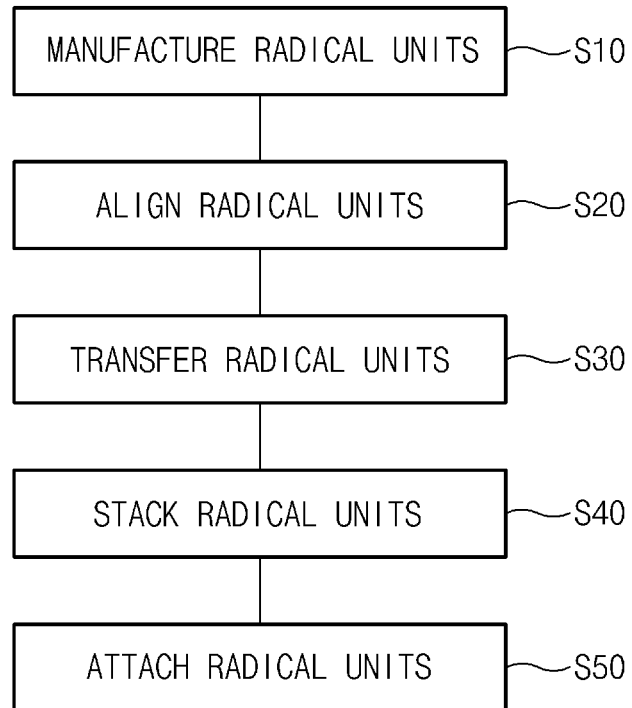 MANUFACTURE RADICAL UNITS S10
ALIGN RADICAL UNITS S20
TRANSFER RADICAL UNITS S30
STACK RADICAL UNITS S40
ATTACH RADICAL UNITS S50